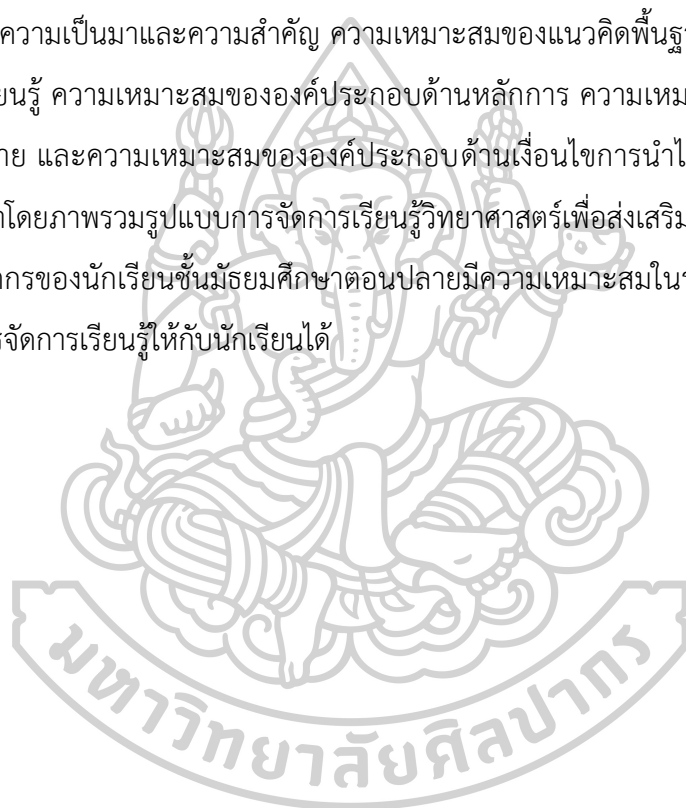 ความเป็นมาและความสำคัญ ความเหมาะสมของแนวคิดพื้นฐ
ยนรู้ ความเหมาะสมขององค์ประกอบด้านหลักการ ความเหม
าย และความเหมาะสมขององค์ประกอบด้านเงื่อนไขการนำไ
โดยภาพรวมรูปแบบการจัดการเรียนรู้วิทยาศาสตร์เพื่อส่งเสริม
ากรของนักเรียนชั้นมัธยมศึกษาตอนปลายมีความเหมาะสมใน
จัดการเรียนรู้ให้กับนักเรียนได้
มหาวิทยาลัยศิลปากร